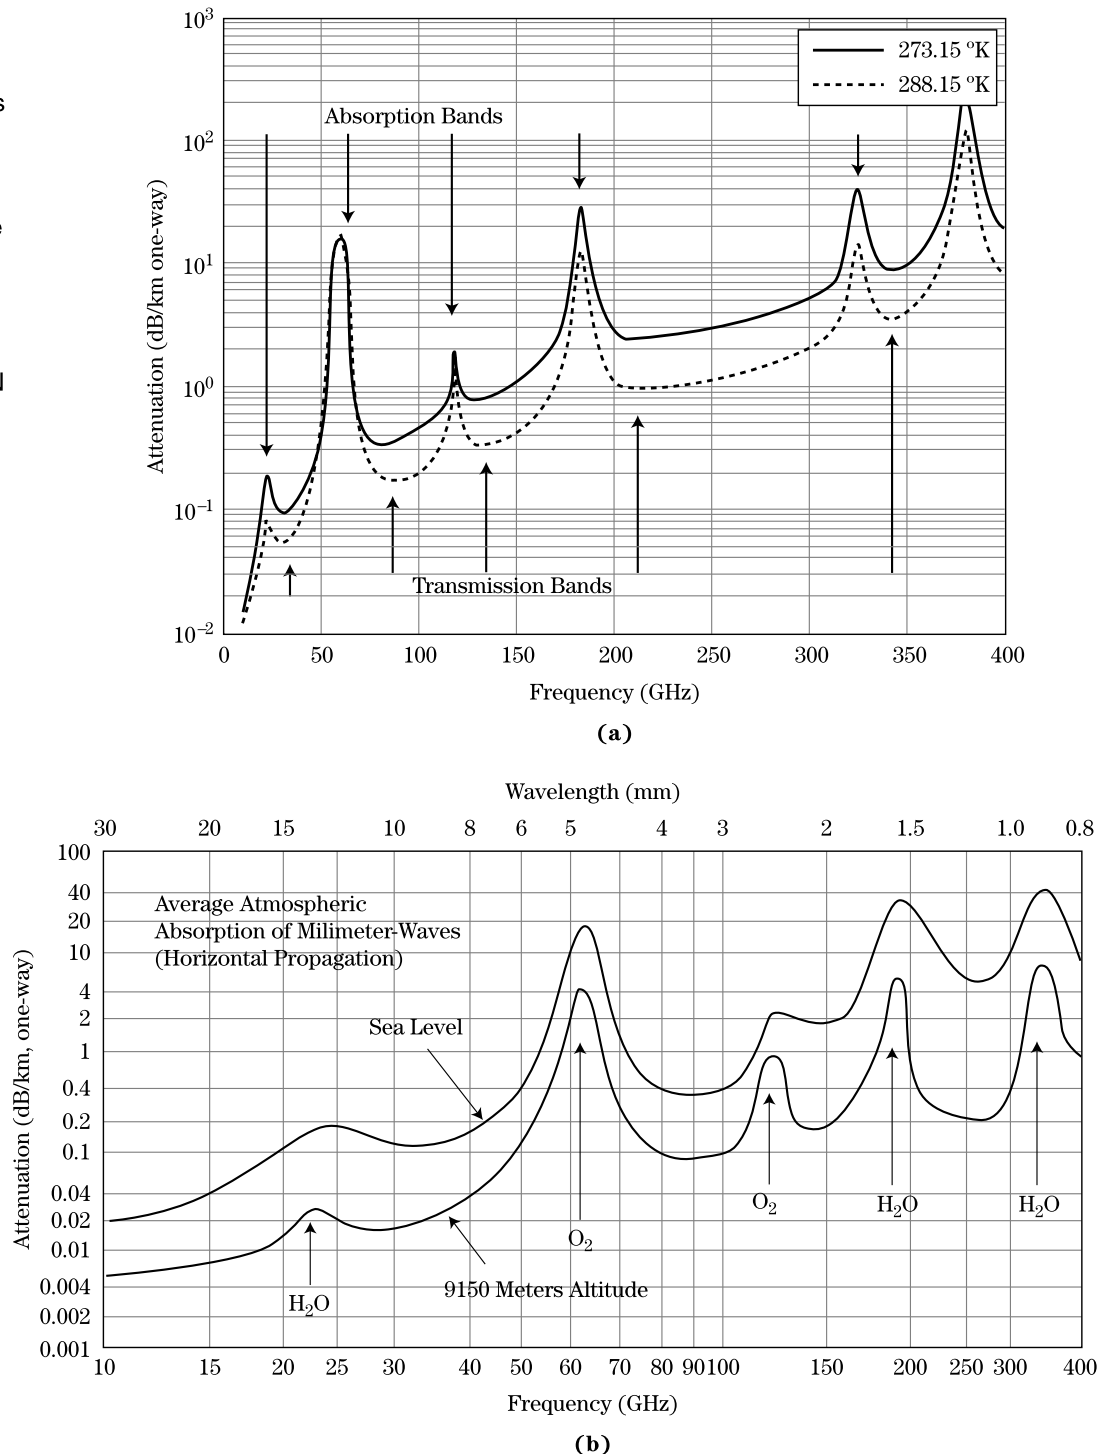 s
e
10³
10²
10¹
10⁰
10⁻¹
10⁻²
Attenuation (dB/km one-way)
273.15 ºK
288.15 ºK
Absorption Bands
Transmission Bands
0 50 100 150 200 250 300 350 400
Frequency (GHz)
(a)
Wavelength (mm)
30 20 15 10 8 6 5 4 3 2 1.5 1.0 0.8
100
40
20
10
4
2
1
0.4
0.2
0.1
0.04
0.02
0.01
0.004
0.002
0.001
Attenuation (dB/km, one-way)
Average Atmospheric
Absorption of Milimeter-Waves
(Horizontal Propagation)
Sea Level
O₂
H₂O
H₂O
O₂
9150 Meters Altitude
H₂O
10 15 20 25 30 40 50 60 70 80 90 100 150 200 250 300 400
Frequency (GHz)
(b)